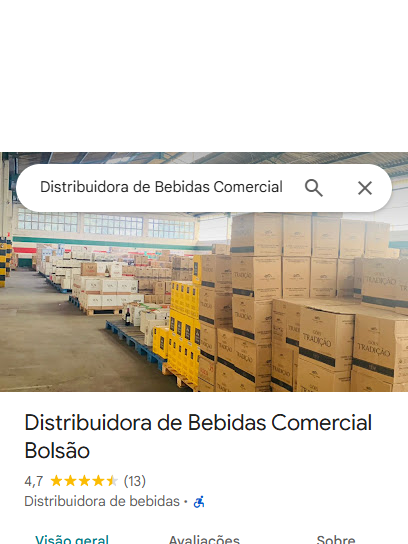 Distribuidora de Bebidas Comercial
TRADIÇÃO
TRADIÇÃO
TRADIÇÃO
Distribuidora de Bebidas Comercial
Bolsão
4,7 (13)
Distribuidora de bebidas ·
Visão geral Avaliações Sobre